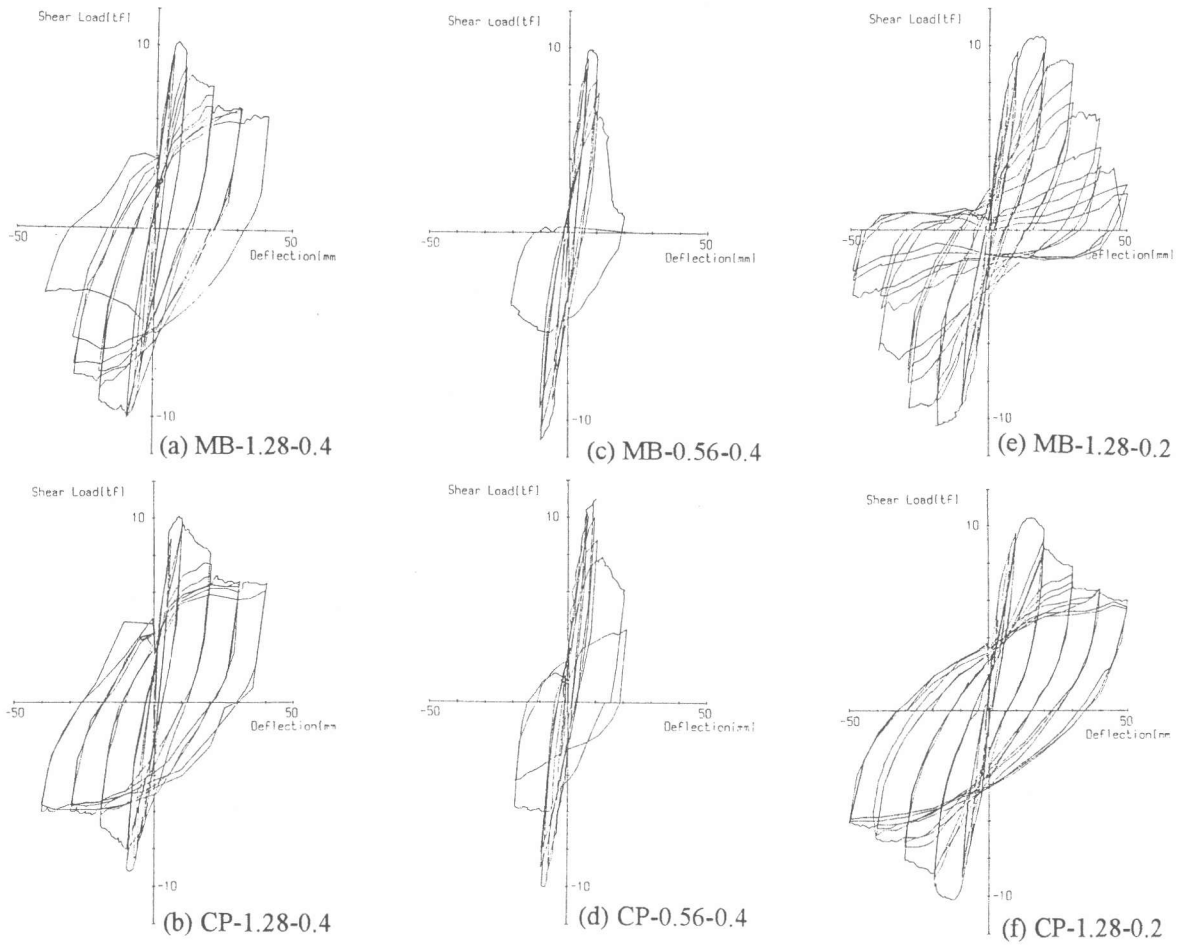 Shear Load[tf]
10
-50
50
Deflection[mm
-10
(a) MB-1.28-0.4
Shear Load[tf]
10
-50
50
Deflection[mm]
-10
(c) MB-0.56-0.4
Shear Load[tf]
10
-50
50
Deflection[mm]
-10
(e) MB-1.28-0.2
Shear Load[tf]
10
-50
50
Deflection[mm
-10
(b) CP-1.28-0.4
Shear Load[tf]
10
-50
50
Deflection[mm]
-10
(d) CP-0.56-0.4
Shear Load[tf]
10
-50
50
Deflection[mm
-10
(f) CP-1.28-0.2